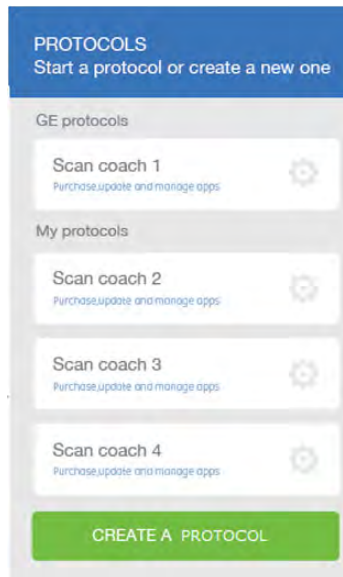 PROTOCOLS
Start a protocol or create a new one
GE protocols
Scan coach 1
Purchase,update and manage apps
My protocols
Scan coach 2
Purchase,update and manage apps
Scan coach 3
Purchase,update and manage apps
Scan coach 4
Purchase,update and manage apps
CREATE A PROTOCOL